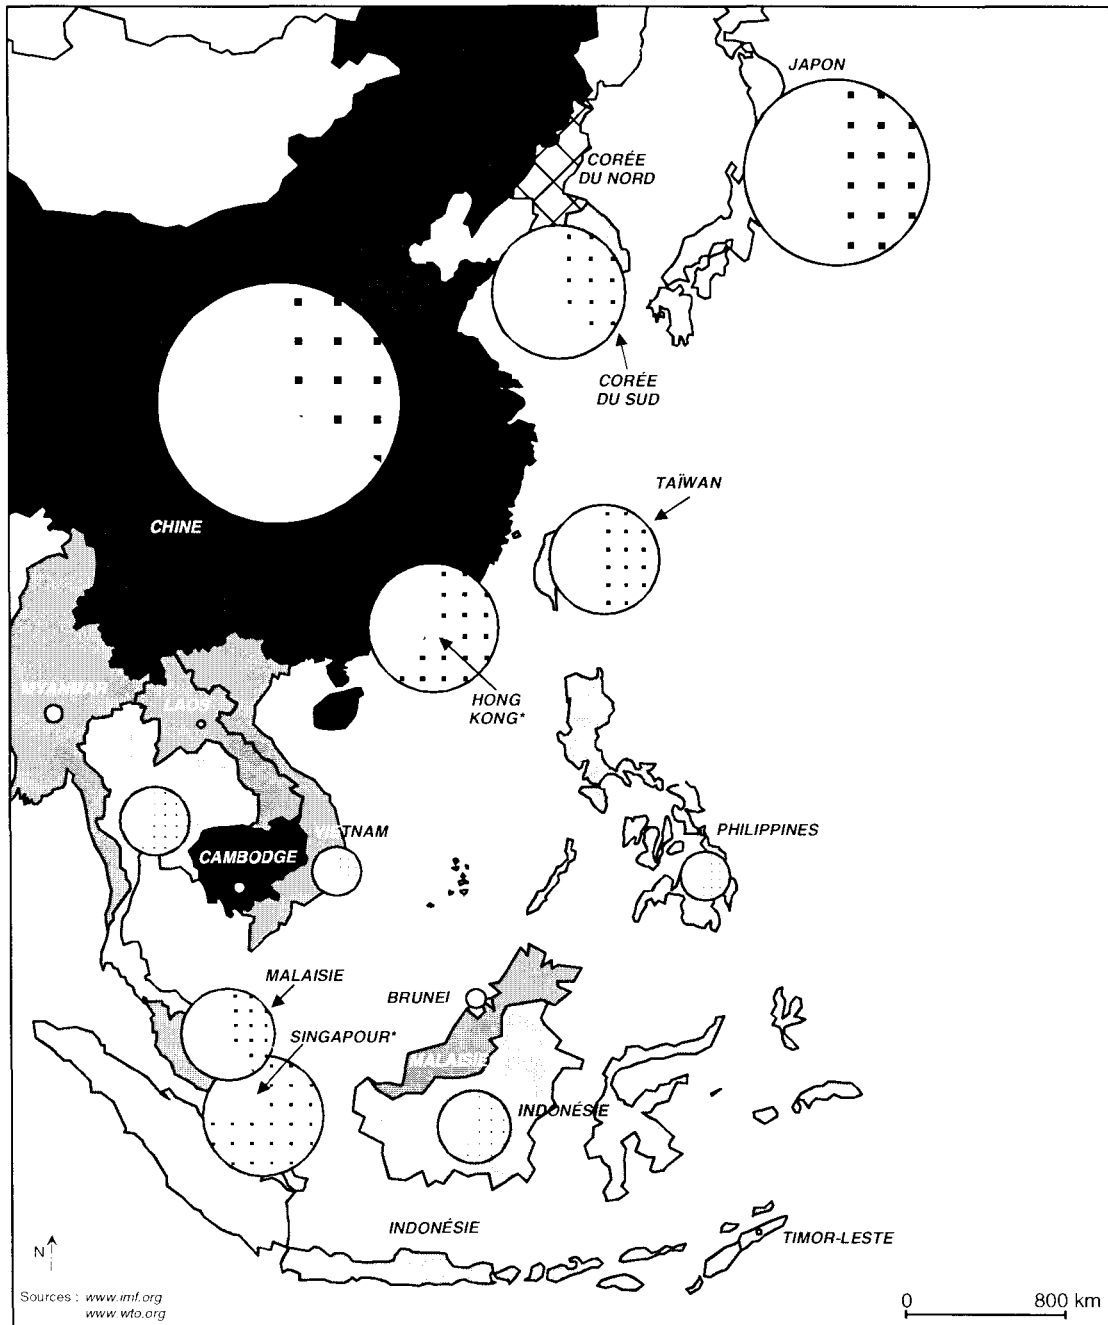 JAPON
CORÉE
DU NORD
CORÉE
DU SUD
TAÏWAN
CHINE
HONG
KONG*
MYANMAR
LAOS
VIETNAM
PHILIPPINES
CAMBODGE
MALAISIE
BRUNEI
SINGAPOUR*
MALAISIE
INDONÉSIE
INDONÉSIE
TIMOR-LESTE
N
Sources : www.imf.org
www.wto.org
0 800 km